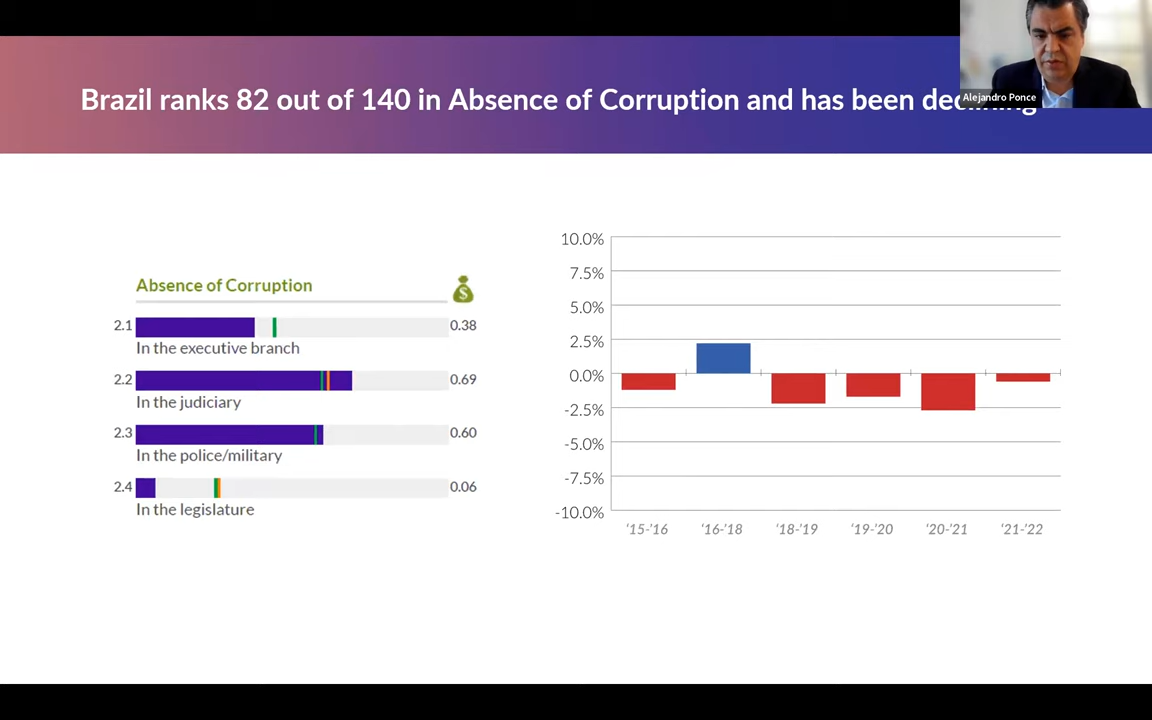 Brazil ranks 82 out of 140 in Absence of Corruption and has been declining
Alejandro Ponce
Absence of Corruption
$
2.1 0.38
In the executive branch
2.2 0.69
In the judiciary
2.3 0.60
In the police/military
2.4 0.06
In the legislature
10.0%
7.5%
5.0%
2.5%
0.0%
-2.5%
-5.0%
-7.5%
-10.0%
‘15-’16 ‘16-’18 ‘18-’19 ‘19-’20 ‘20-’21 ‘21-’22